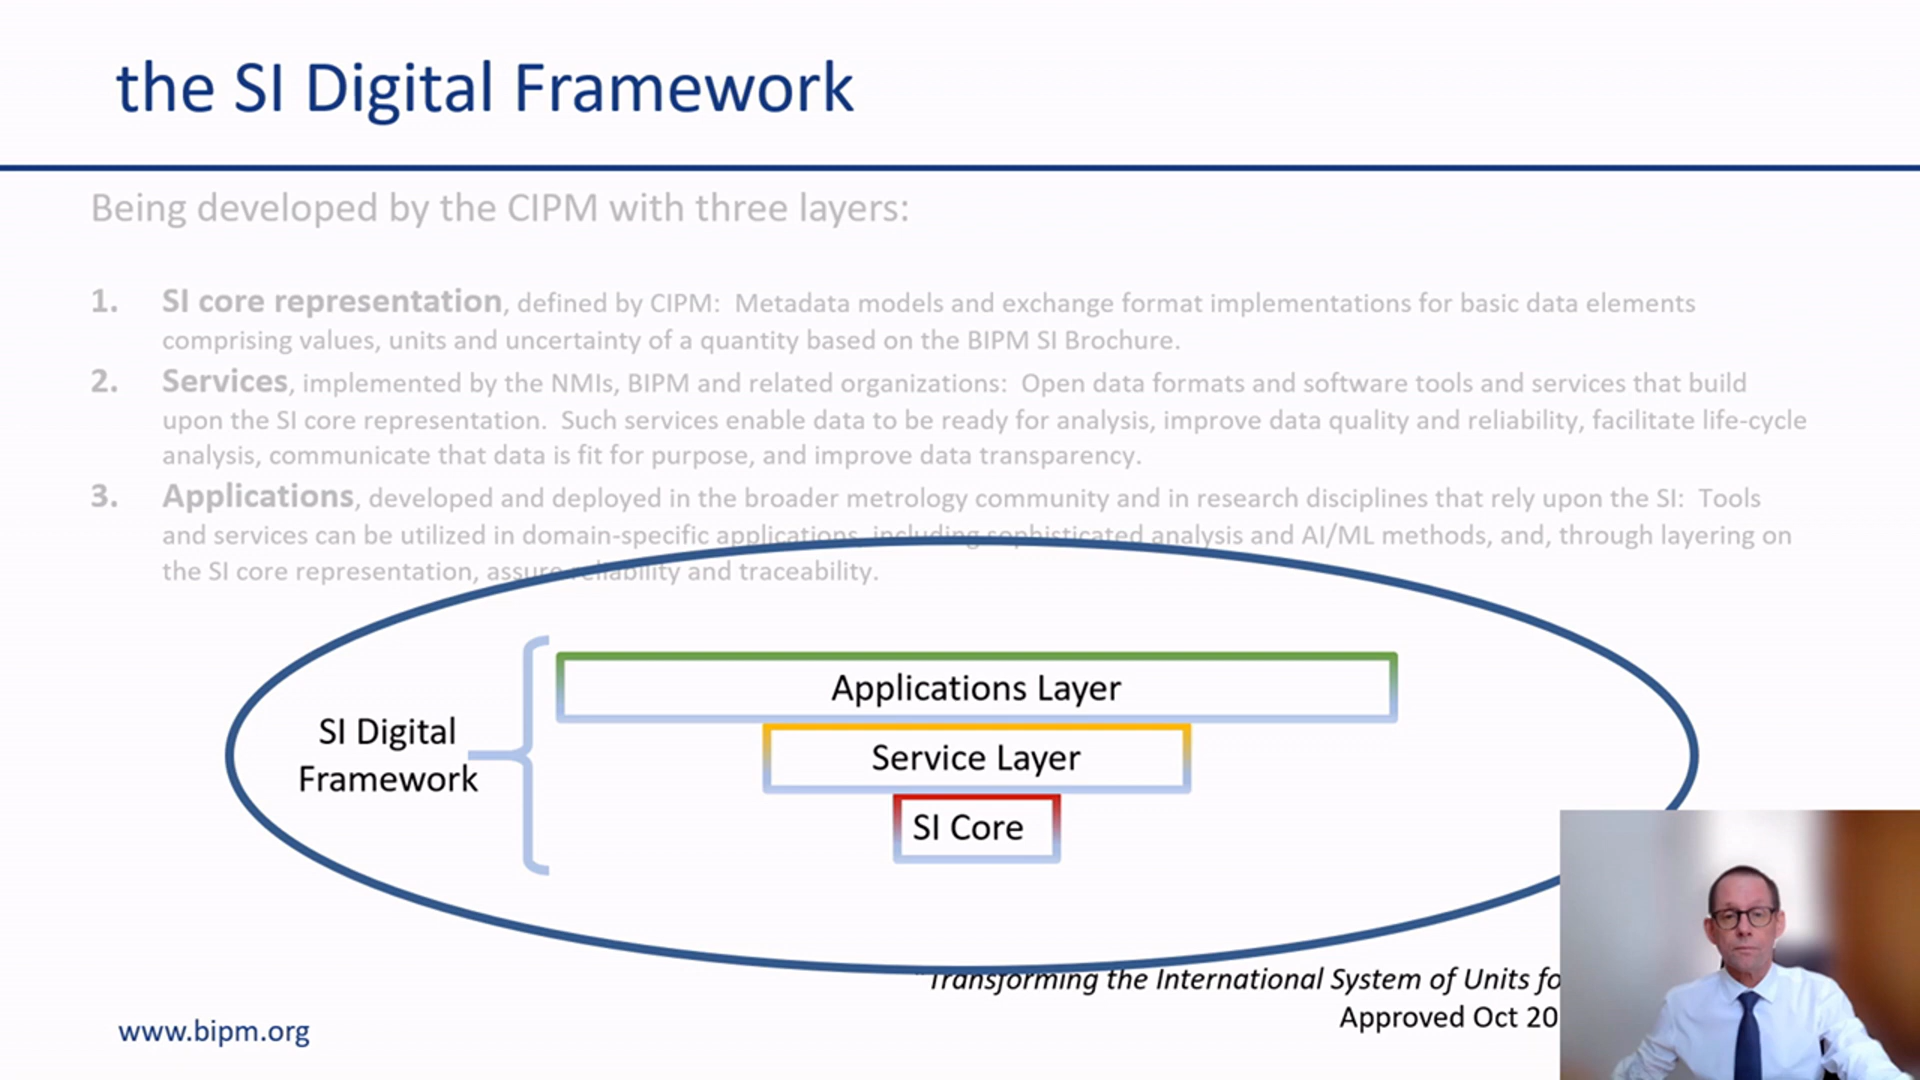 the SI Digital Framework
Being developed by the CIPM with three layers:
1. SI core representation, defined by CIPM: Metadata models and exchange format implementations for basic data elements
comprising values, units and uncertainty of a quantity based on the BIPM SI Brochure.
2. Services, implemented by the NMIs, BIPM and related organizations: Open data formats and software tools and services that build
upon the SI core representation. Such services enable data to be ready for analysis, improve data quality and reliability, facilitate life-cycle
analysis, communicate that data is fit for purpose, and improve data transparency.
3. Applications, developed and deployed in the broader metrology community and in research disciplines that rely upon the SI: Tools
and services can be utilized in domain-specific applications, including sophisticated analysis and AI/ML methods, and, through layering on
the SI core representation, assure reliability and traceability.
Applications Layer
SI Digital
Framework
Service Layer
SI Core
"Transforming the International System of Units fo
Approved Oct 20
www.bipm.org